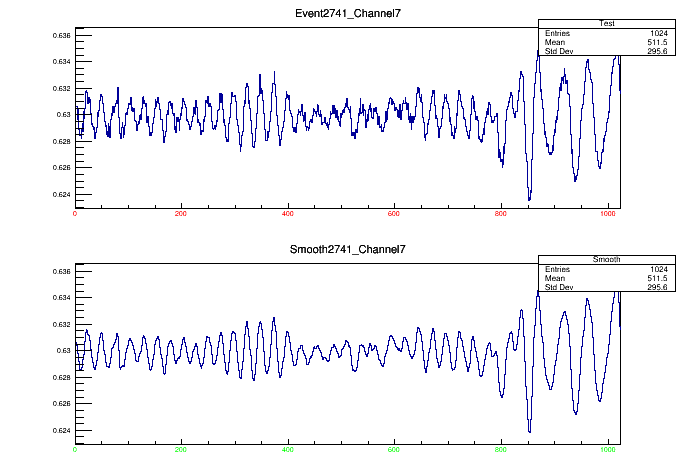 Event2741_Channel7
Test
Entries 1024
Mean 511.5
Std Dev 295.6
0.636
0.634
0.632
0.63
0.628
0.626
0.624
0 200 400 600 800 1000
Smooth2741_Channel7
Smooth
Entries 1024
Mean 511.5
Std Dev 295.6
0.636
0.634
0.632
0.63
0.628
0.626
0.624
0 200 400 600 800 1000